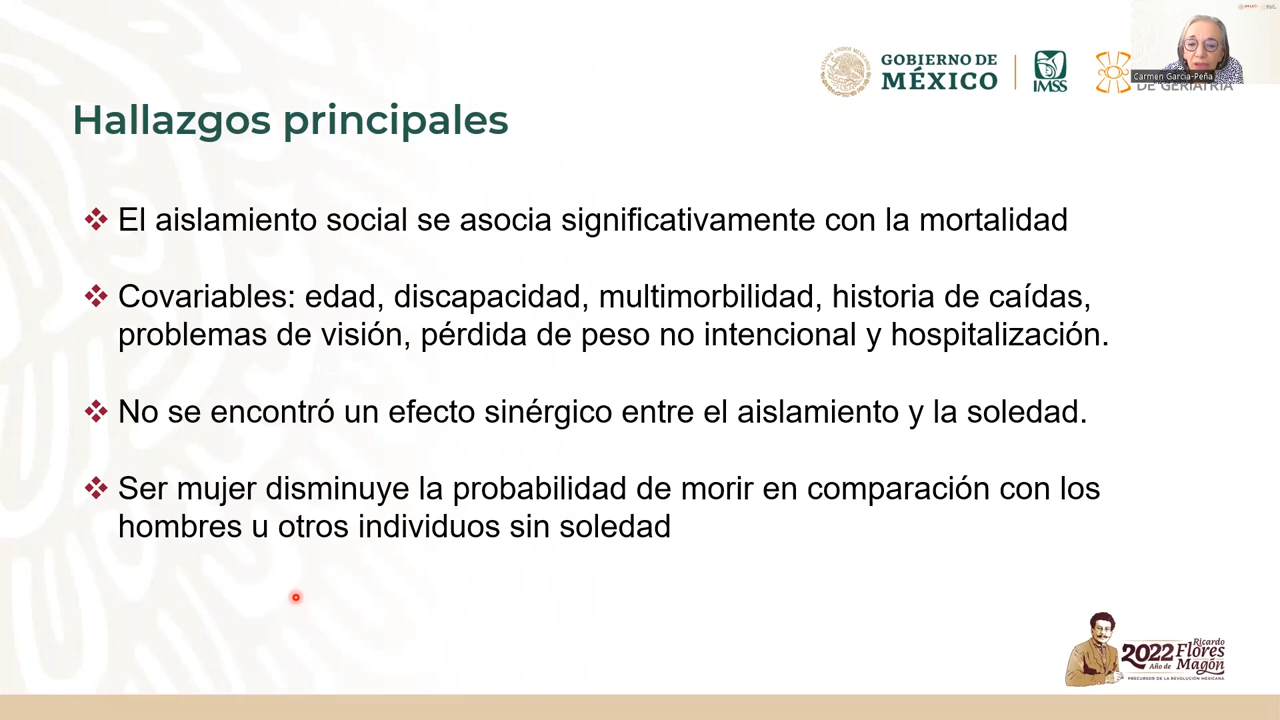 GOBIERNO DE
MÉXICO
IMSS
DE GERIATRÍA
Carmen García-Peña
Hallazgos principales
El aislamiento social se asocia significativamente con la mortalidad
Covariables: edad, discapacidad, multimorbilidad, historia de caídas,
problemas de visión, pérdida de peso no intencional y hospitalización.
No se encontró un efecto sinérgico entre el aislamiento y la soledad.
Ser mujer disminuye la probabilidad de morir en comparación con los
hombres u otros individuos sin soledad
2022 Ricardo
Flores
Año de Magón
PRECURSOR DE LA REVOLUCIÓN MEXICANA